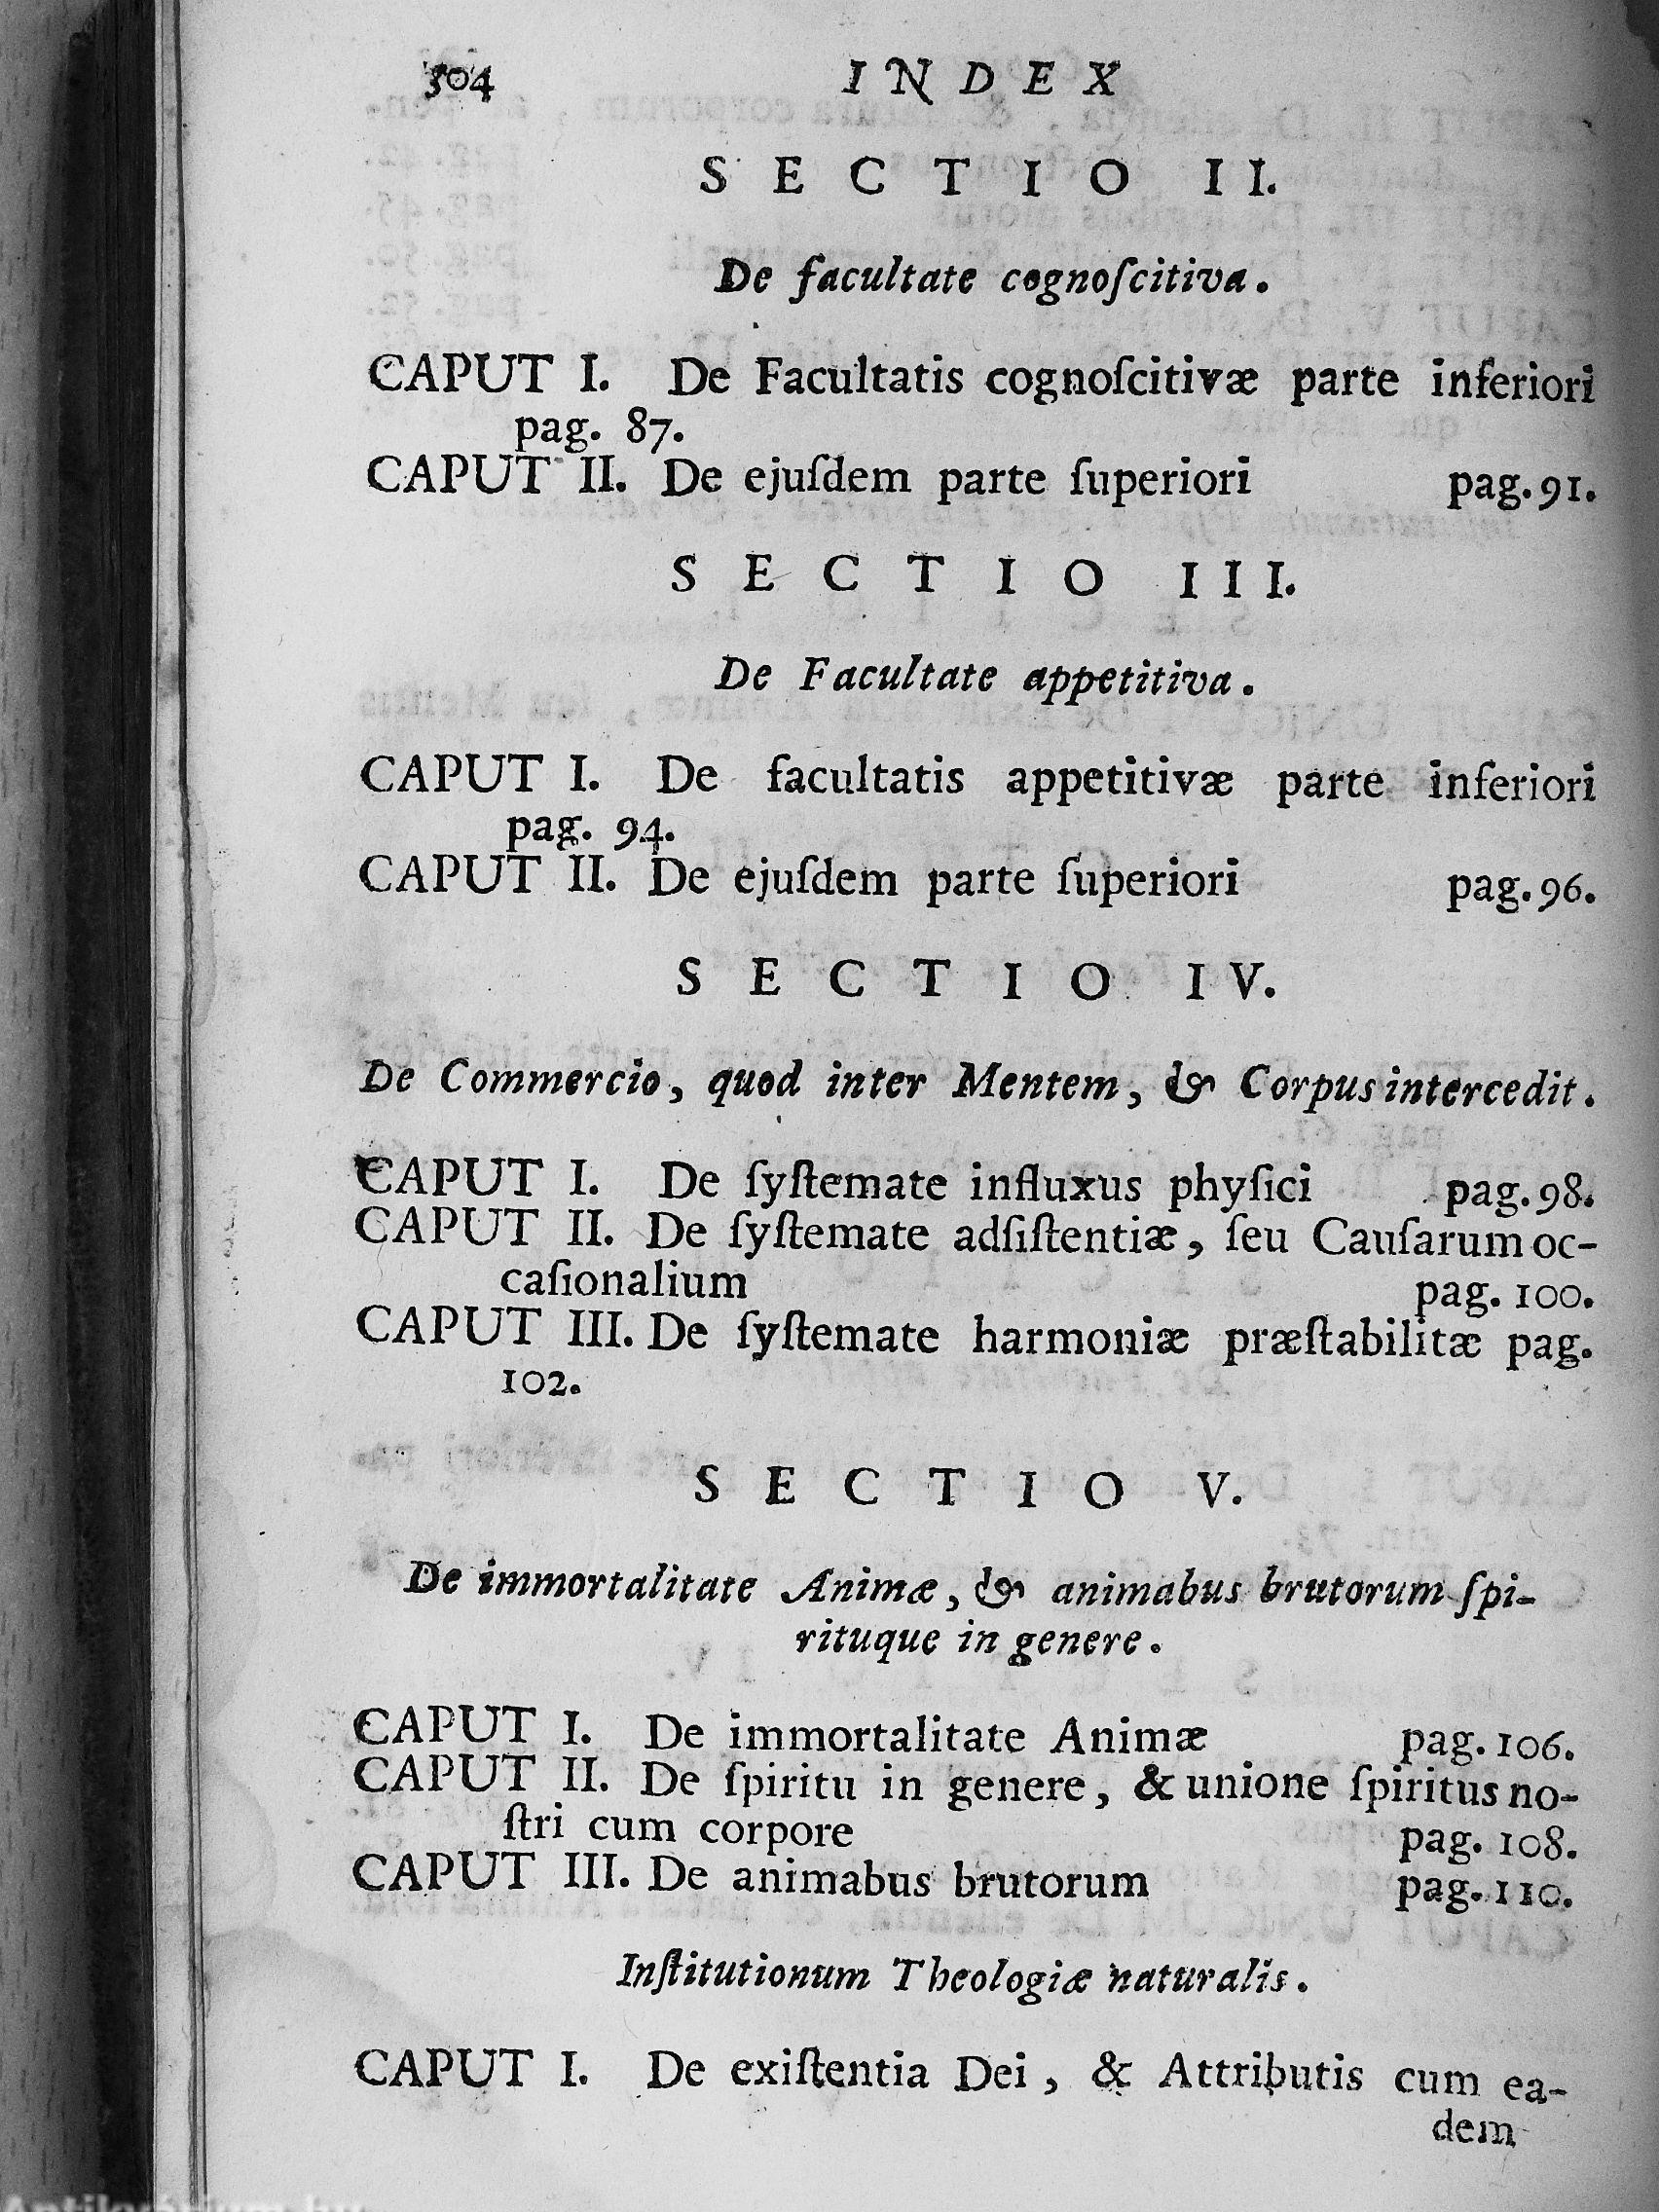 304 INDEX
SECTIO II.
De facultate cognoſcitiva.
CAPUT I. De Facultatis cognoſcitivæ parte inferiori
pag. 87.
CAPUT II. De ejuſdem parte ſuperiori pag. 91.
SECTIO III.
De Facultate appetitiva.
CAPUT I. De facultatis appetitivæ parte inferiori
pag. 94.
CAPUT II. De ejuſdem parte ſuperiori pag. 96.
SECTIO IV.
De Commercio, quod inter Mentem, & Corpus intercedit.
CAPUT I. De ſyſtemate influxus phyſici pag. 98.
CAPUT II. De ſyſtemate adſiſtentiæ, ſeu Cauſarum oc-
caſionalium pag. 100.
CAPUT III. De ſyſtemate harmoniæ præſtabilitæ pag.
102.
SECTIO V.
De immortalitate Animæ, & animabus brutorum ſpi-
rituque in genere.
CAPUT I. De immortalitate Animæ pag. 106.
CAPUT II. De ſpiritu in genere, & unione ſpiritus no-
ſtri cum corpore pag. 108.
CAPUT III. De animabus brutorum pag. 110.
Inſtitutionum Theologiæ naturalis.
CAPUT I. De exiſtentia Dei, & Attributis cum ea-
dem